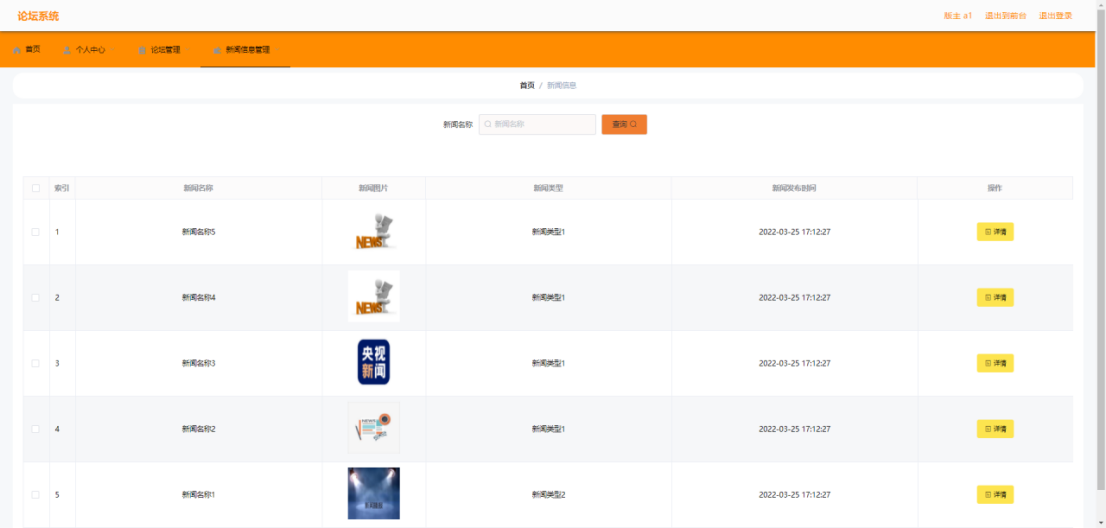 论坛系统 版主 a1 退出到前台 退出登录
首页 个人中心 论坛管理 新闻信息管理
首页 / 新闻信息
新闻名称 新闻名称 查询
索引 新闻名称 新闻图片 新闻类型 新闻发布时间 操作
1 新闻名称5 NEWS 新闻类型1 2022-03-25 17:12:27 详情
2 新闻名称4 NEWS 新闻类型1 2022-03-25 17:12:27 详情
央视
3 新闻名称3 新闻 新闻类型1 2022-03-25 17:12:27 详情
4 新闻名称2 新闻类型1 2022-03-25 17:12:27 详情
5 新闻名称1 新闻类型2 2022-03-25 17:12:27 详情